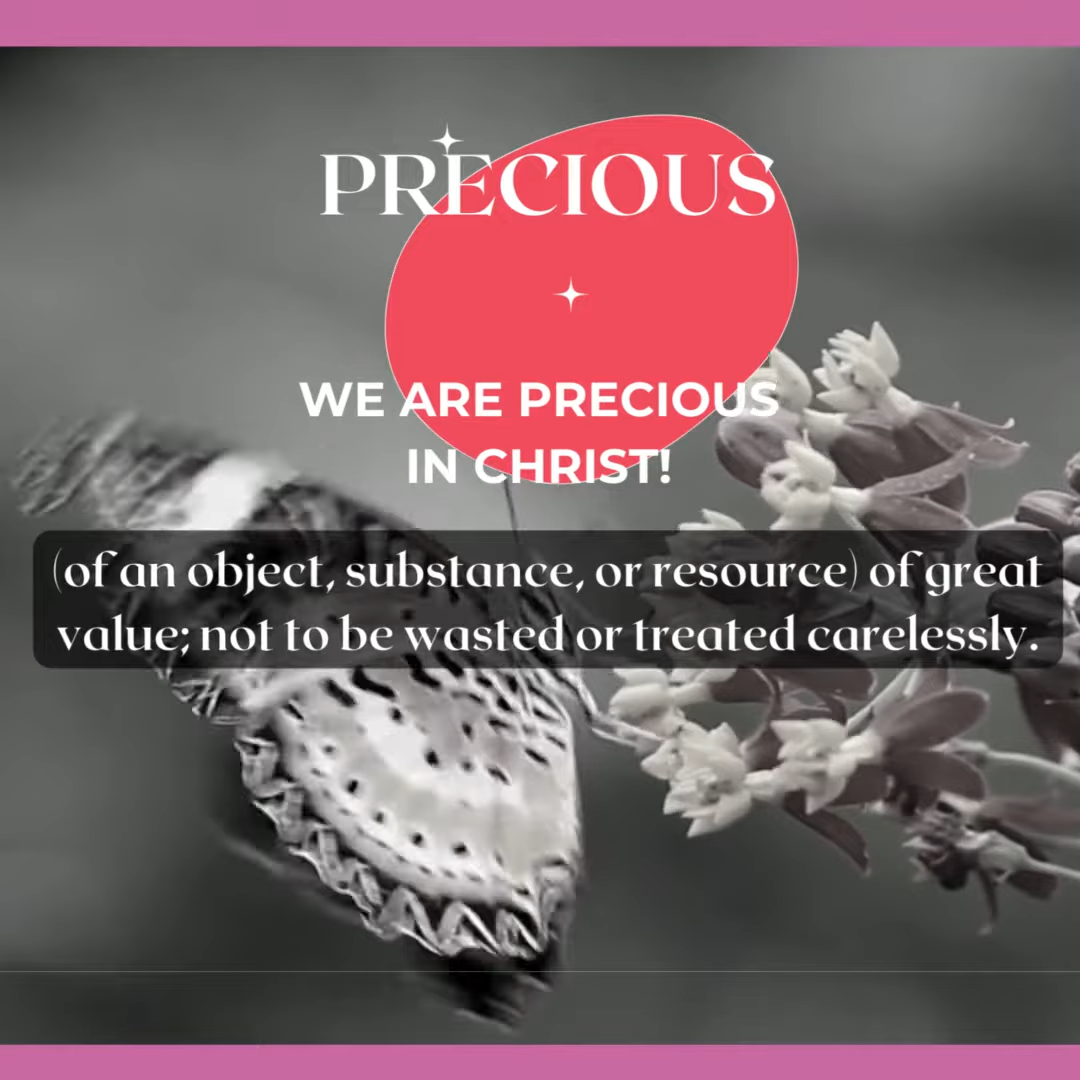 PRECIOUS
WE ARE PRECIOUS
IN CHRIST!
(of an object, substance, or resource) of great
value; not to be wasted or treated carelessly.